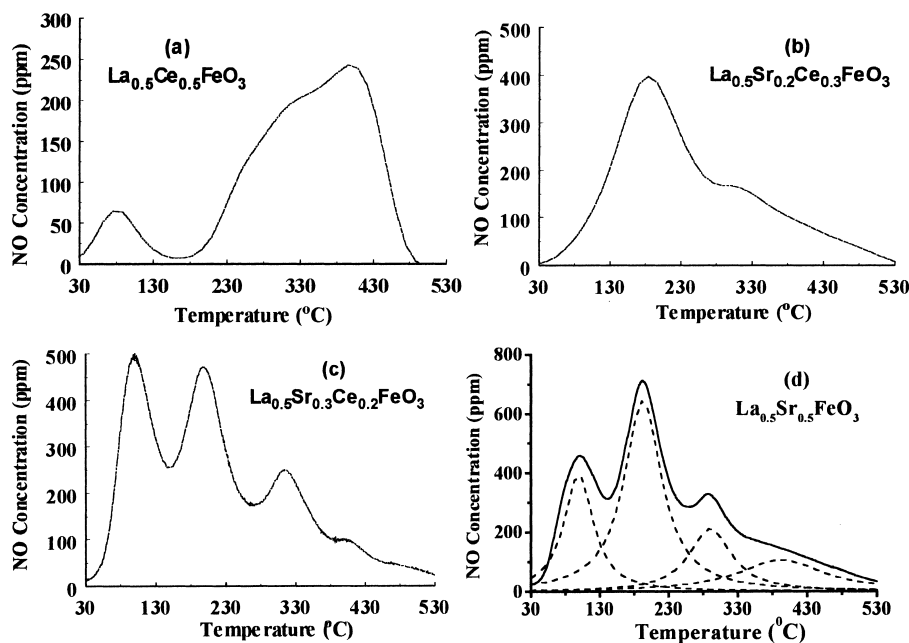 (a)
La₀.₅Ce₀.₅FeO₃
NO Concentration (ppm)
300
250
200
150
100
50
0
30 130 230 330 430 530
Temperature (°C)
(b)
La₀.₅Sr₀.₂Ce₀.₃FeO₃
NO Concentration (ppm)
500
400
300
200
100
0
30 130 230 330 430 530
Temperature (°C)
(c)
La₀.₅Sr₀.₃Ce₀.₂FeO₃
NO Concentration (ppm)
500
400
300
200
100
0
30 130 230 330 430 530
Temperature (°C)
(d)
La₀.₅Sr₀.₅FeO₃
NO Concentration (ppm)
800
600
400
200
0
30 130 230 330 430 530
Temperature (⁰C)